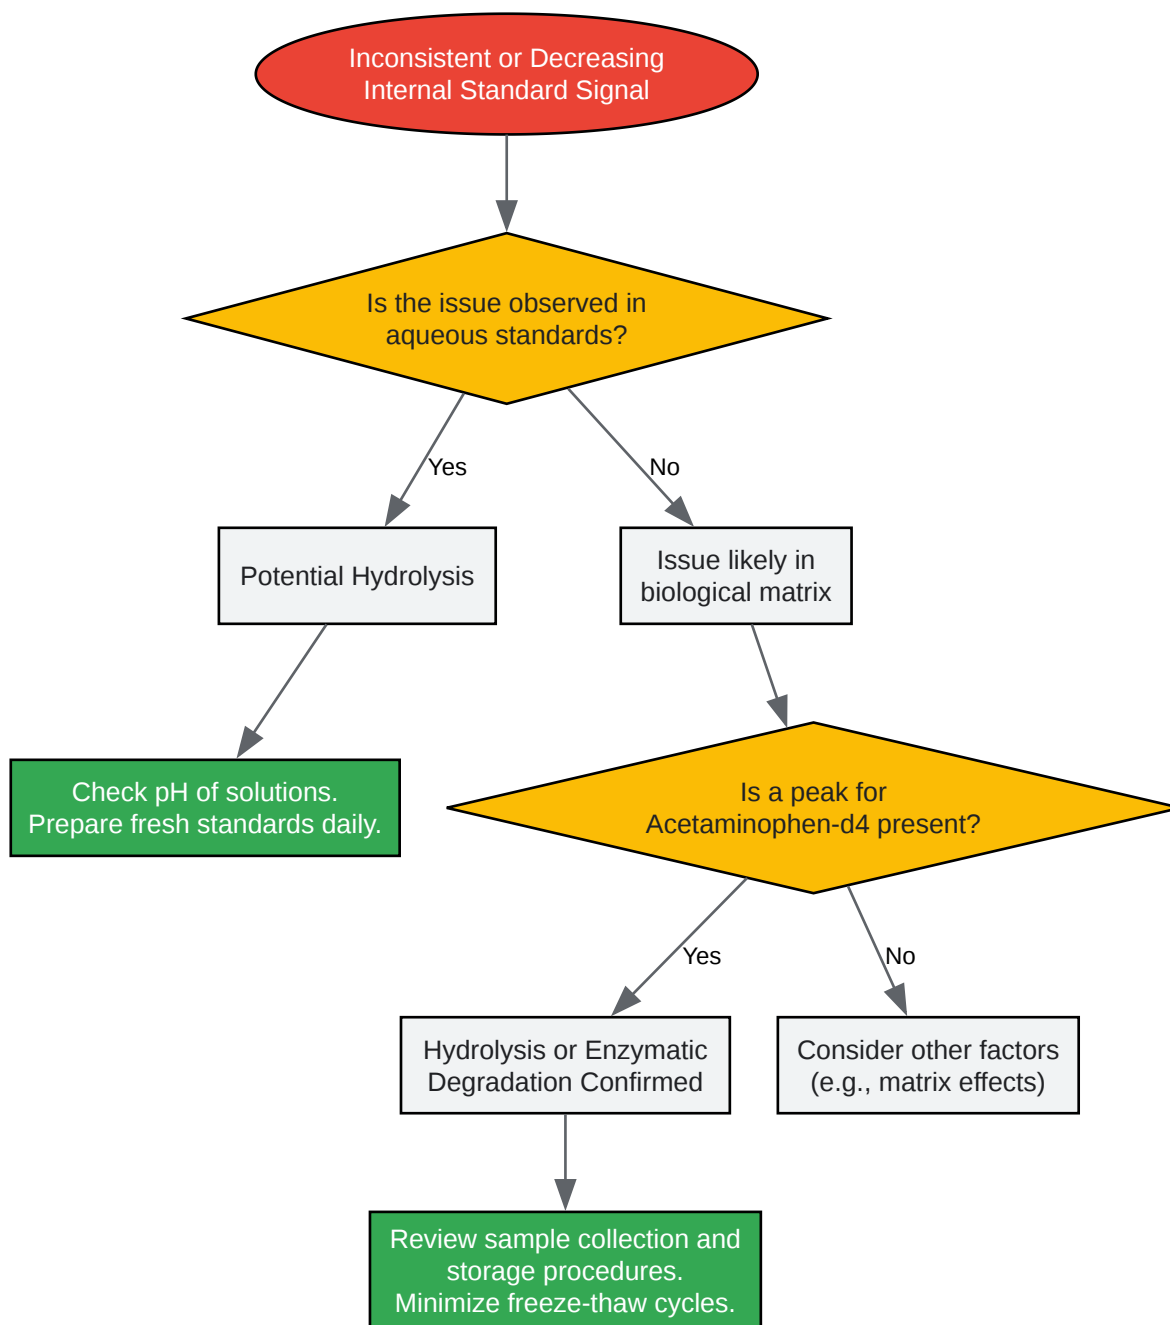 Inconsistent or Decreasing
Internal Standard Signal
Is the issue observed in
aqueous standards?
Yes
No
Potential Hydrolysis
Issue likely in
biological matrix
Check pH of solutions.
Prepare fresh standards daily.
Is a peak for
Acetaminophen-d4 present?
Yes
No
Hydrolysis or Enzymatic
Degradation Confirmed
Consider other factors
(e.g., matrix effects)
Review sample collection and
storage procedures.
Minimize freeze-thaw cycles.